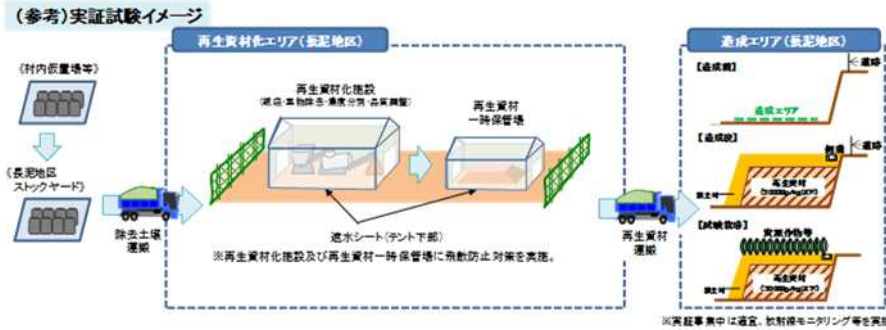 (参考)実証試験イメージ
再生資材化エリア(長泥地区)
造成エリア(長泥地区)
(村内仮置場等)
(長泥地区
ストックヤード)
除去土壌
運搬
再生資材化施設
(破袋・異物除去・濃度分別・品質調整)
再生資材
一時保管場
遮水シート(テント下部)
※再生資材化施設及び再生資材一時保管場に飛散防止対策を実施。
再生資材
運搬
【造成前】
道路
造成エリア
【造成後】
側溝
道路
再生資材
【試験栽培】
資源作物等
再生資材
※実証事業中は適宜、放射線モニタリング等を実施